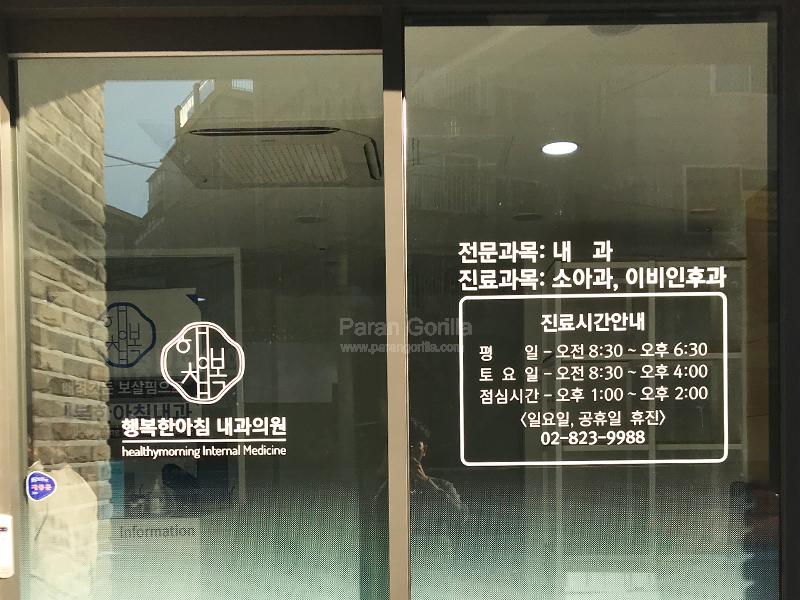 전문과목: 내 과
진료과목: 소아과, 이비인후과
진료시간안내
평 일 - 오전 8:30 ~ 오후 6:30
토 요 일 - 오전 8:30 ~ 오후 4:00
점심시간 - 오후 1:00 ~ 오후 2:00
〈일요일, 공휴일 휴진〉
02-823-9988
Paran Gorilla
www.parangorilla.com
행복한아침 내과의원
healthymorning Internal Medicine
자동문
Information